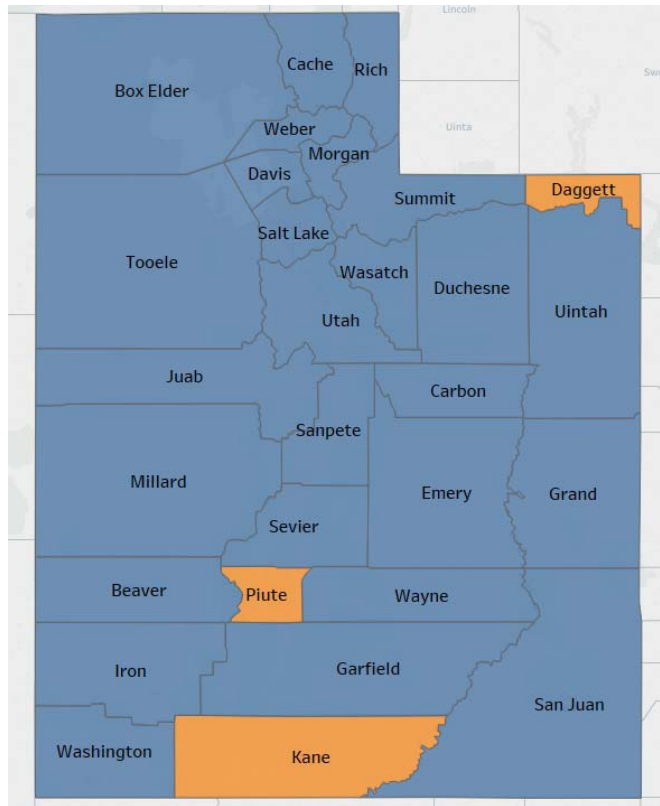 Lincoln
Cache
Rich
Box Elder
Sw
Uinta
Weber
Morgan
Davis
Daggett
Summit
Salt Lake
Tooele
Wasatch
Duchesne
Uintah
Utah
Juab
Carbon
Sanpete
Millard
Emery
Grand
Sevier
Beaver
Piute
Wayne
Iron
Garfield
San Juan
Washington
Kane